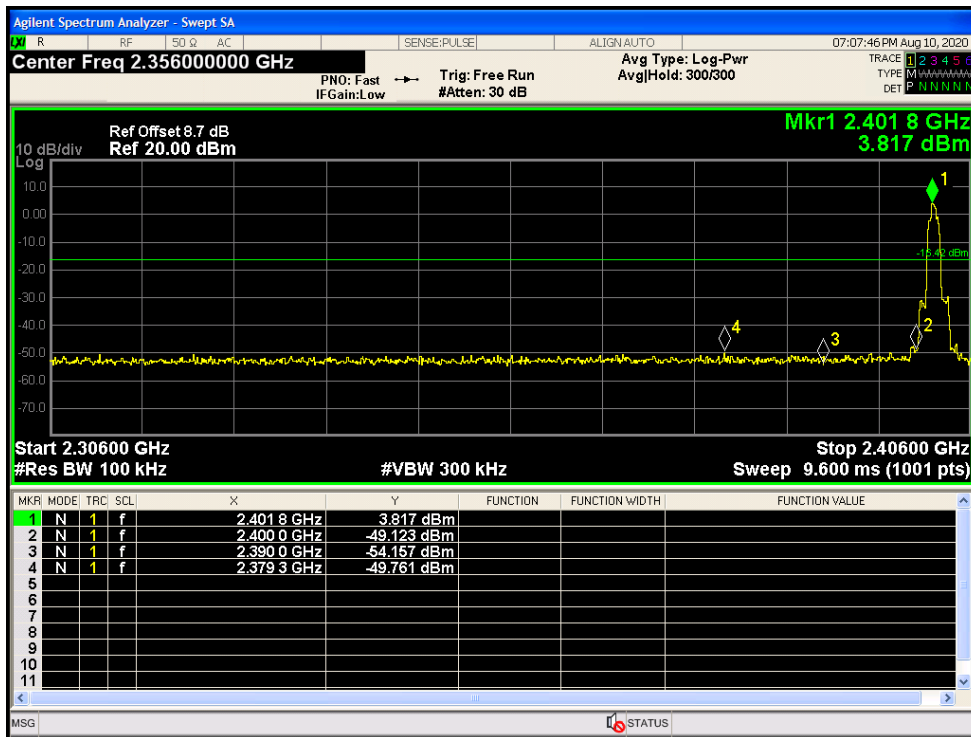 Agilent Spectrum Analyzer - Swept SA
LXI R RF 50 Ω AC SENSE:PULSE ALIGN AUTO 07:07:46 PM Aug 10, 2020
Center Freq 2.356000000 GHz
PNO: Fast
IFGain:Low
Trig: Free Run
#Atten: 30 dB
Avg Type: Log-Pwr
Avg|Hold: 300/300
TRACE 1 2 3 4 5 6
TYPE M
DET P N N N N N
Ref Offset 8.7 dB
Ref 20.00 dBm
10 dB/div
Log
Mkr1 2.401 8 GHz
3.817 dBm
10.0
0.00
-10.0
-20.0
-30.0
-40.0
-50.0
-60.0
-70.0
1
2
3
4
Start 2.30600 GHz
Stop 2.40600 GHz
#Res BW 100 kHz
#VBW 300 kHz
Sweep 9.600 ms (1001 pts)
MKR MODE TRC SCL X Y FUNCTION FUNCTION WIDTH FUNCTION VALUE
1 N 1 f 2.401 8 GHz 3.817 dBm
2 N 1 f 2.400 0 GHz -49.123 dBm
3 N 1 f 2.390 0 GHz -54.157 dBm
4 N 1 f 2.379 3 GHz -49.761 dBm
5
6
7
8
9
10
11
MSG
STATUS